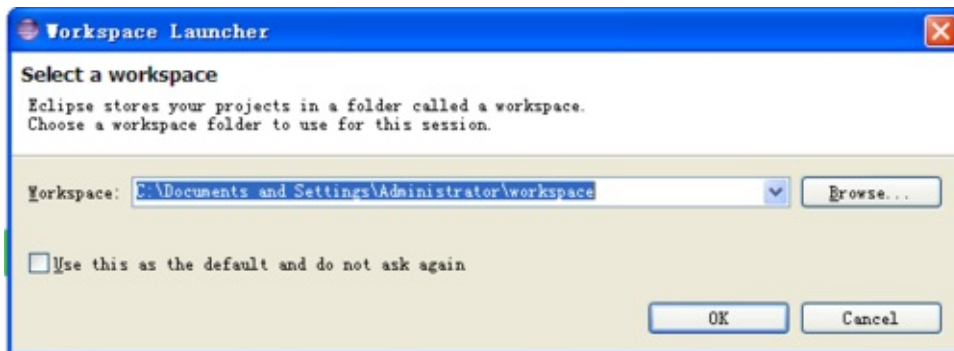 Workspace Launcher
Select a workspace
Eclipse stores your projects in a folder called a workspace.
Choose a workspace folder to use for this session.
Workspace: C:\Documents and Settings\Administrator\workspace Browse...
Use this as the default and do not ask again
OK Cancel